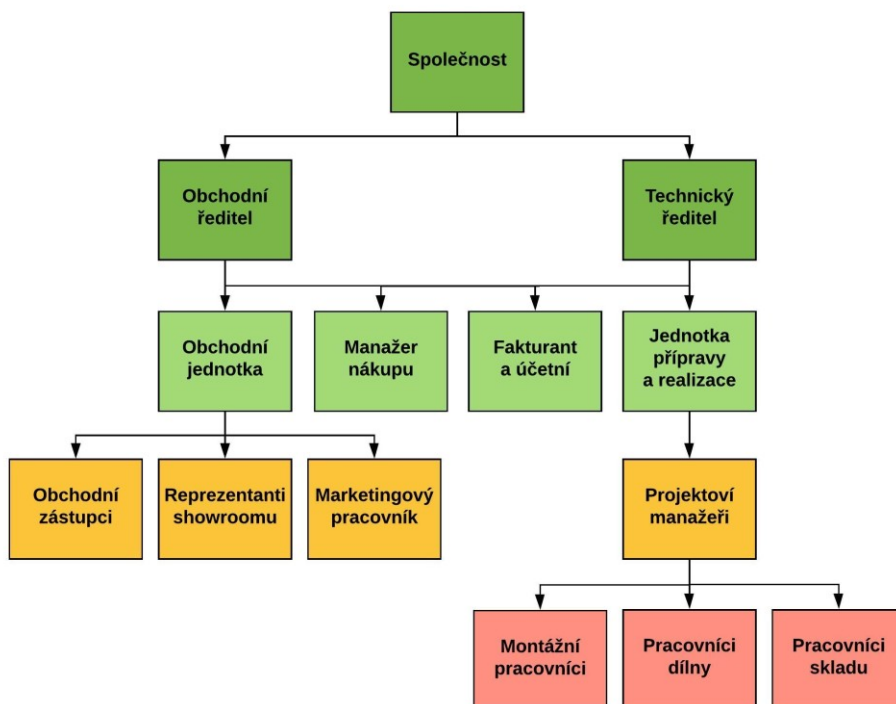 Společnost
Obchodní
ředitel
Technický
ředitel
Obchodní
jednotka
Manažer
nákupu
Fakturant
a účetní
Jednotka
přípravy
a realizace
Obchodní
zástupci
Reprezentanti
showroomu
Marketingový
pracovník
Projektoví
manažeři
Montážní
pracovníci
Pracovníci
dílny
Pracovníci
skladu